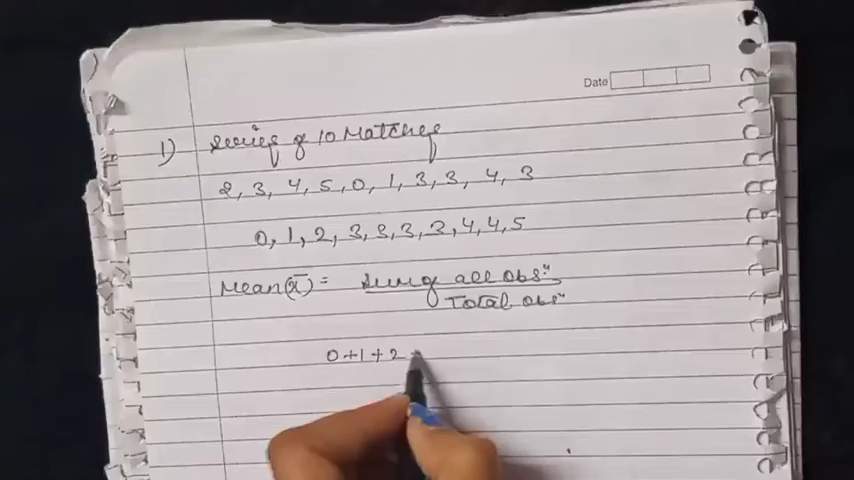 Date
1) Series of 10 Matches
2, 3, 4, 5, 0, 1, 3, 3, 4, 3
0, 1, 2, 3, 3, 3, 3, 4, 4, 5
Mean (x̄) = Sum of all obsⁿ
Total obsⁿ
0+1+2